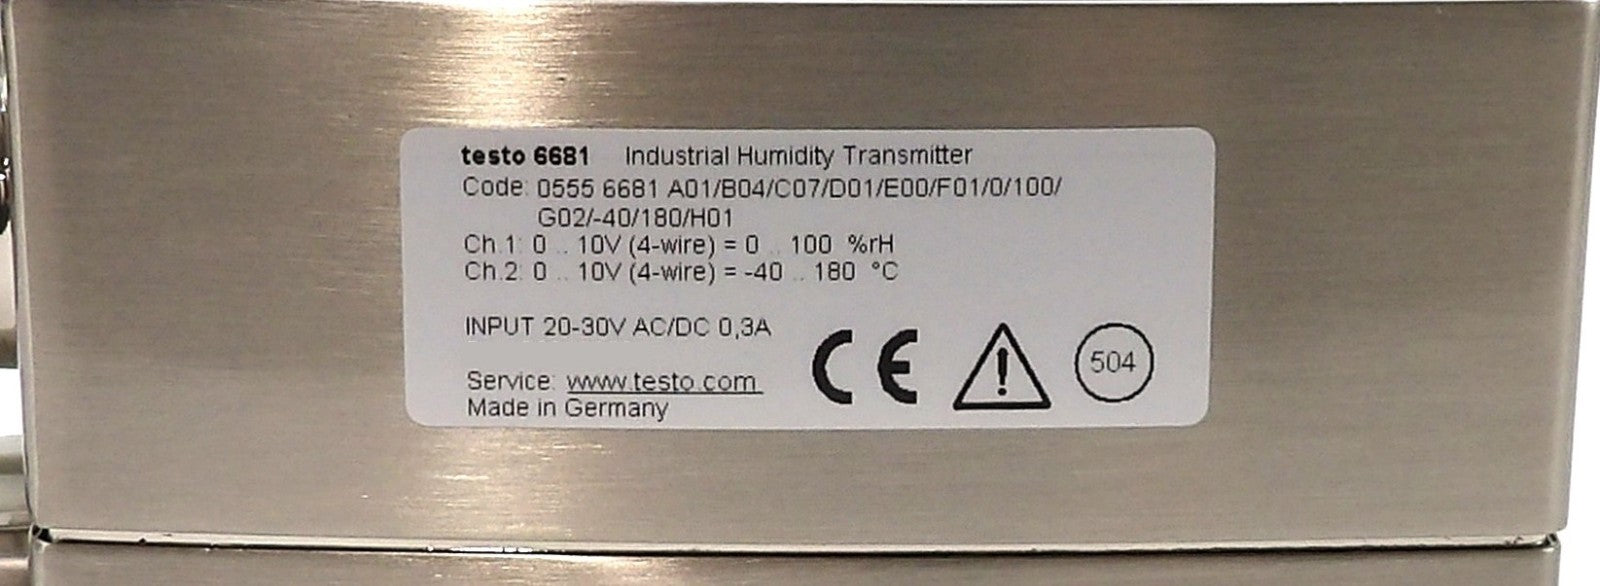 testo 6681 Industrial Humidity Transmitter
Code: 0555 6681 A01/B04/C07/D01/E00/F01/0/100/
G02/-40/180/H01
Ch.1: 0 .. 10V (4-wire) = 0 .. 100 %rH
Ch.2: 0 .. 10V (4-wire) = -40 .. 180 °C
INPUT 20-30V AC/DC 0,3A
Service: www.testo.com
Made in Germany
CE
504